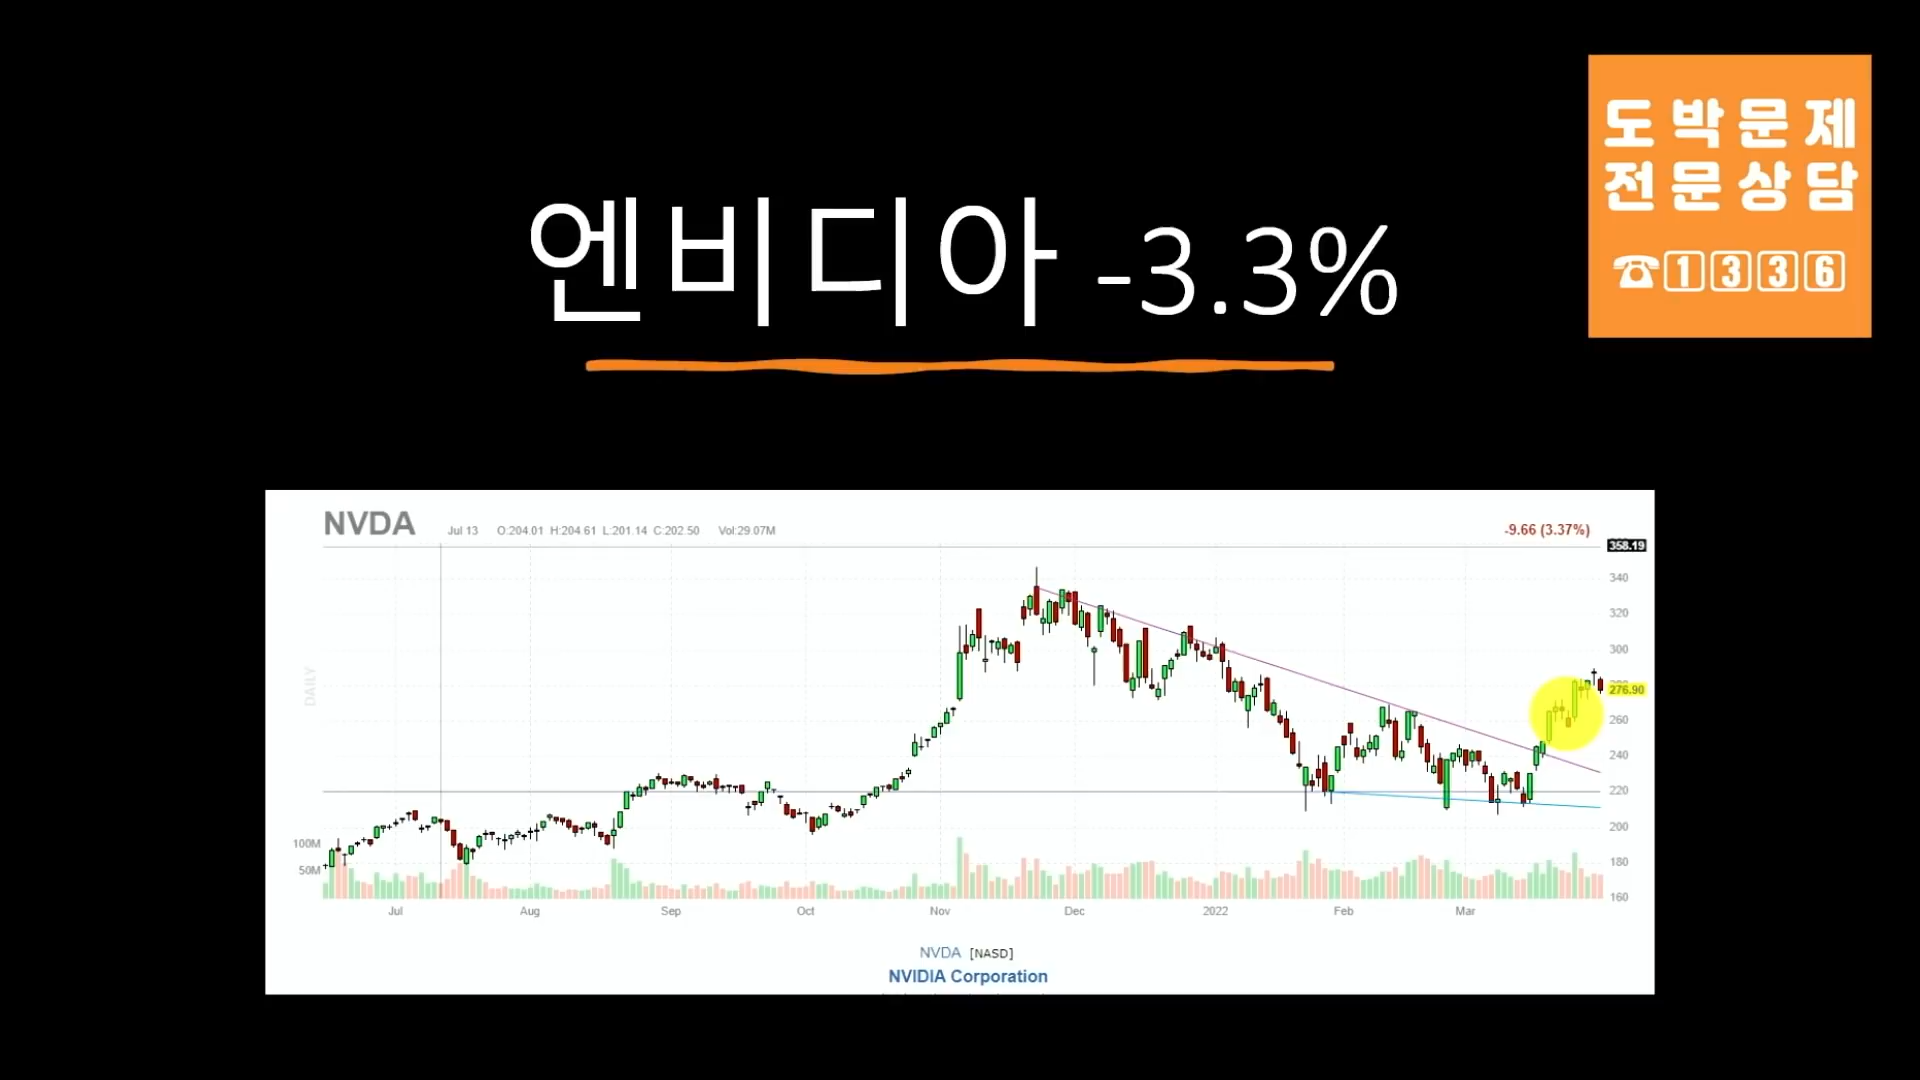 도박문제
전문상담
☎1336
엔비디아 -3.3%
NVDA Jul 13 O:204.01 H:204.61 L:201.14 C:202.50 Vol:29.07M -9.66 (3.37%)
358.19
340
320
300
276.90
260
240
220
200
180
160
DAILY
100M
50M
Jul Aug Sep Oct Nov Dec 2022 Feb Mar
NVDA [NASD]
NVIDIA Corporation